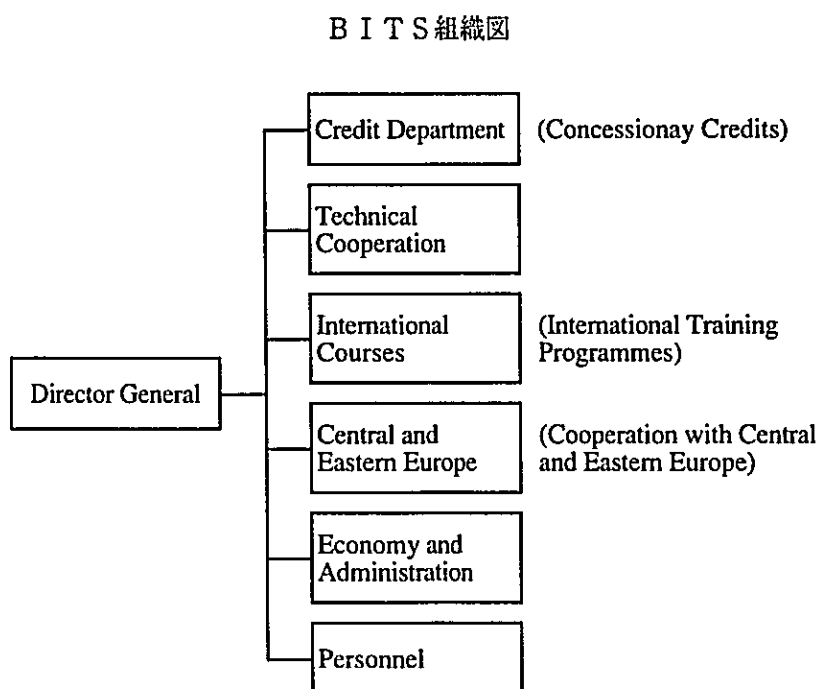 BITS組織図
Credit Department
(Concessionay Credits)
Technical
Cooperation
International
Courses
(International Training
Programmes)
Director General
Central and
Eastern Europe
(Cooperation with Central
and Eastern Europe)
Economy and
Administration
Personnel